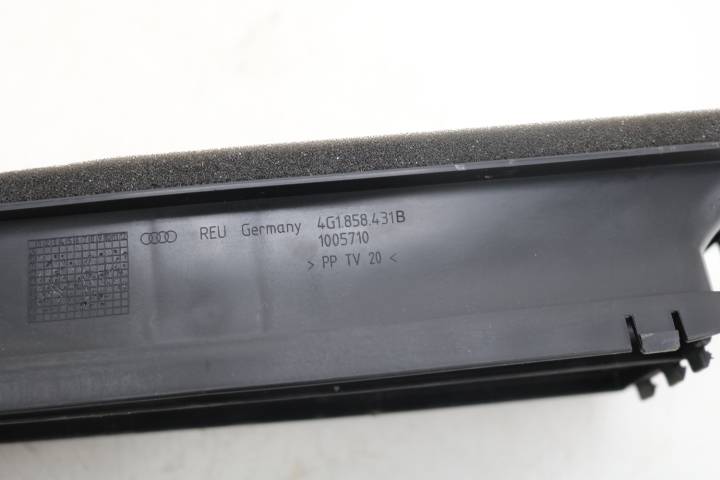 REU Germany 4G1.858.431B
1005710
> PP TV 20 <